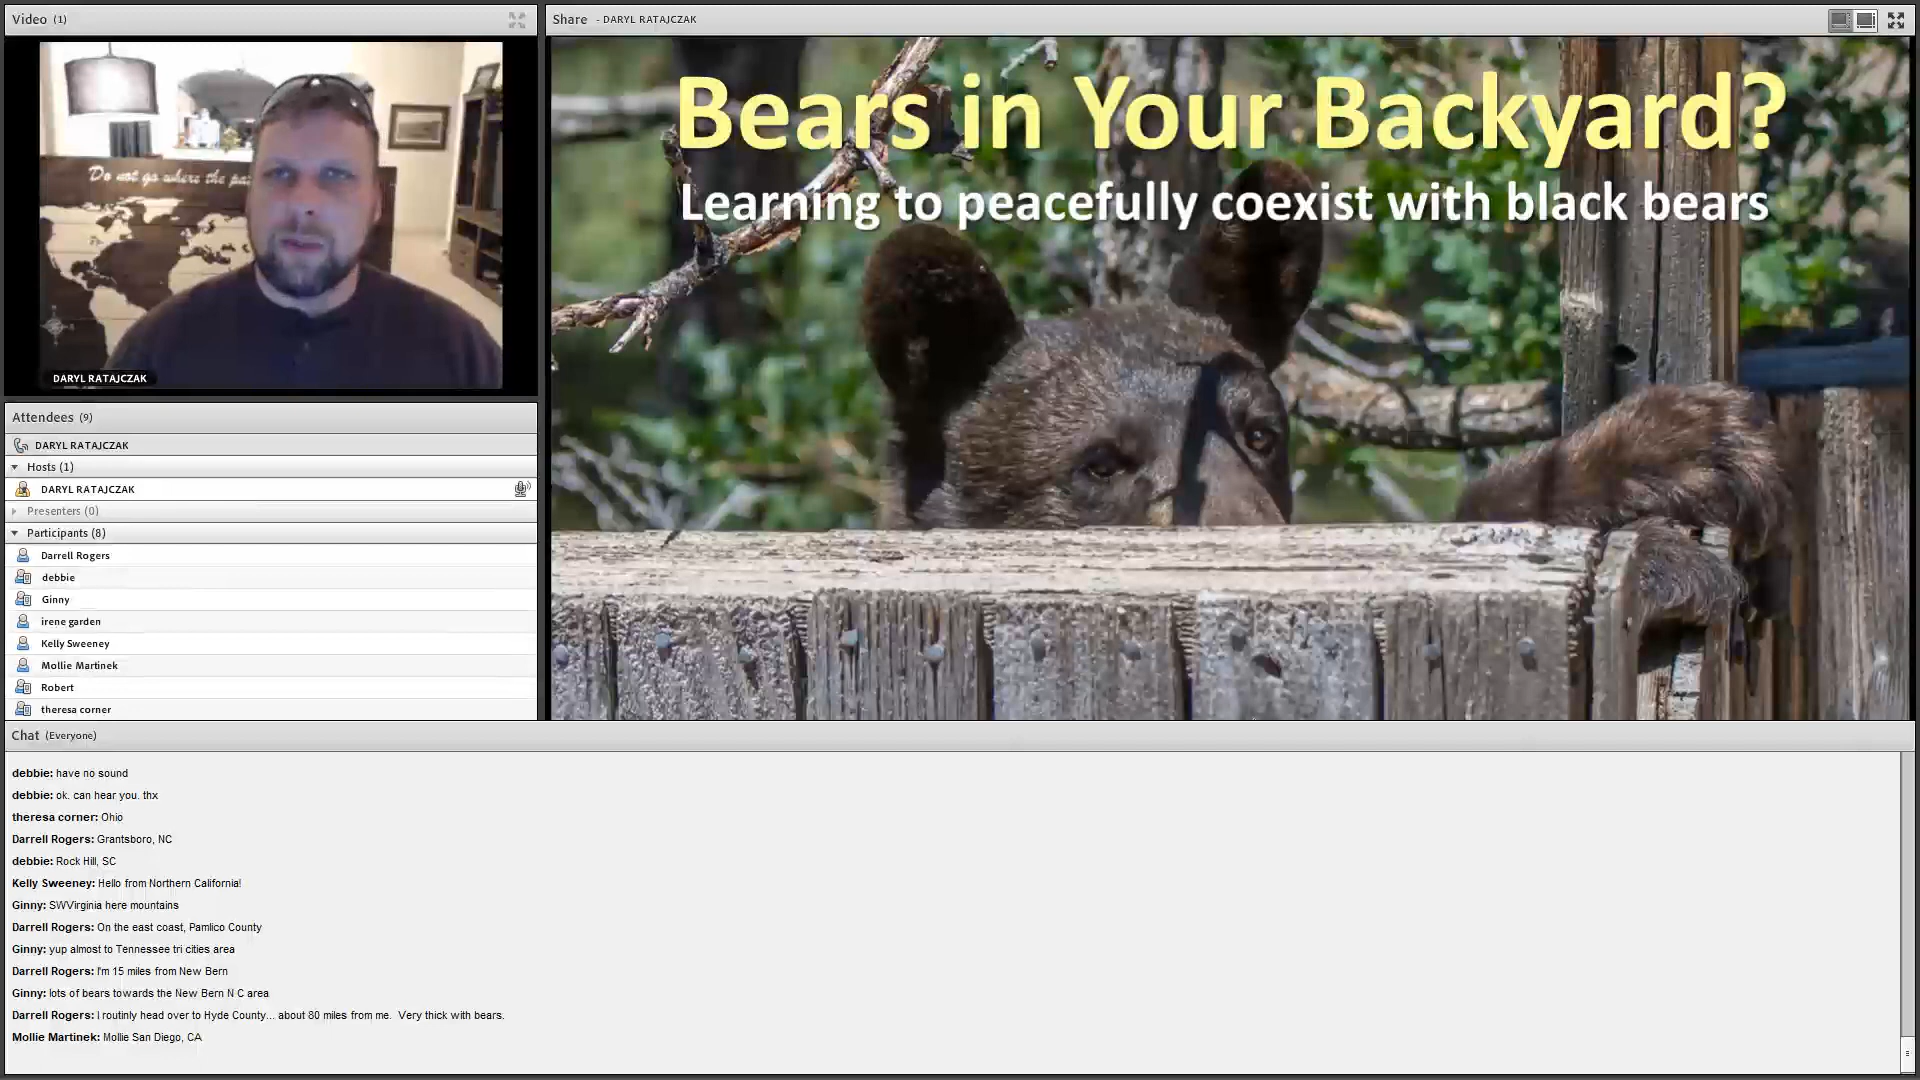 Video (1)
Do not go where the
DARYL RATAJCZAK
Attendees (9)
DARYL RATAJCZAK
Hosts (1)
DARYL RATAJCZAK
Presenters (0)
Participants (8)
Darrell Rogers
debbie
Ginny
irene garden
Kelly Sweeney
Mollie Martinek
Robert
theresa corner
Share - DARYL RATAJCZAK
Bears in Your Backyard?
Learning to peacefully coexist with black bears
Chat (Everyone)
debbie: have no sound
debbie: ok. can hear you. thx
theresa corner: Ohio
Darrell Rogers: Grantsboro, NC
debbie: Rock Hill, SC
Kelly Sweeney: Hello from Northern California!
Ginny: SWVirginia here mountains
Darrell Rogers: On the east coast, Pamlico County
Ginny: yup almost to Tennessee tri cities area
Darrell Rogers: I'm 15 miles from New Bern
Ginny: lots of bears towards the New Bern N C area
Darrell Rogers: I routinly head over to Hyde County... about 80 miles from me. Very thick with bears.
Mollie Martinek: Mollie San Diego, CA